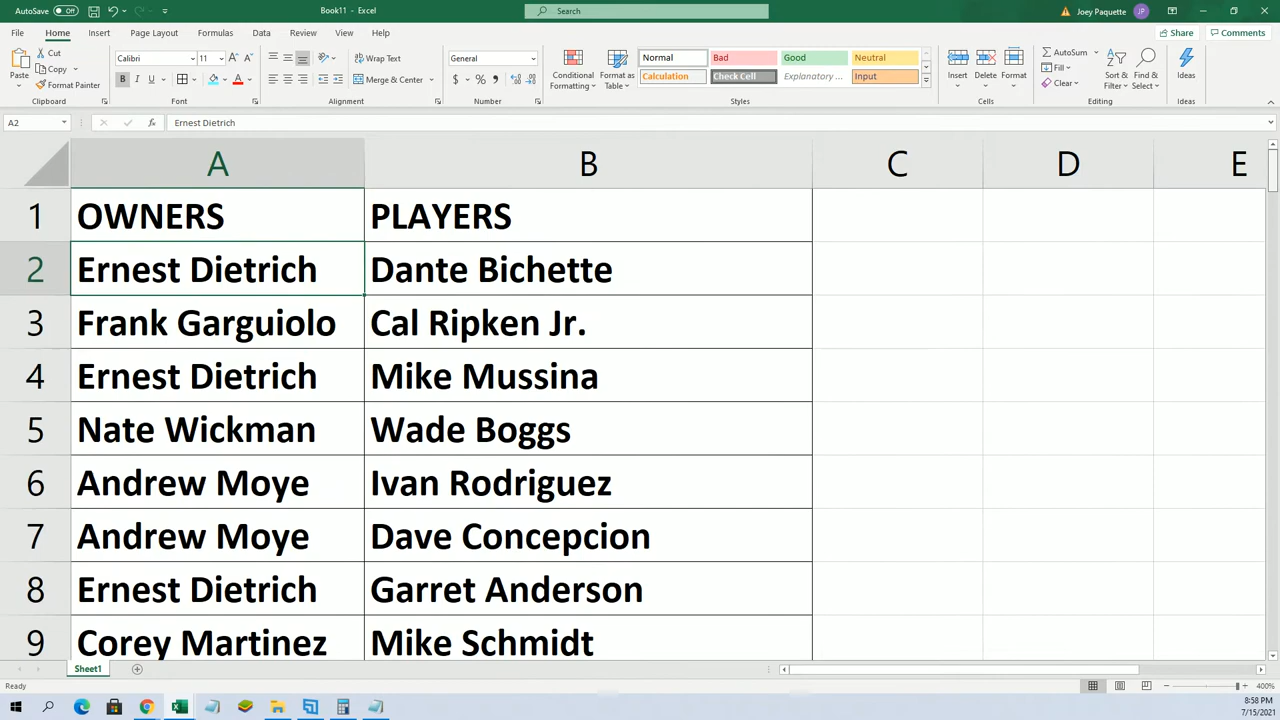 AutoSave Off Book11 - Excel Search Joey Paquette JP
File Home Insert Page Layout Formulas Data Review View Help Share Comments
Paste Cut Copy Format Painter Clipboard
Calibri 11 B I U A Font
Wrap Text Merge & Center Alignment
General $ % Number
Conditional Formatting Format as Table
Normal Bad Good Neutral
Calculation Check Cell Explanatory ... Input
Styles
Insert Delete Format Cells
AutoSum Fill Clear Sort & Filter Find & Select Editing
Ideas Ideas
A2 fx Ernest Dietrich
A B C D E
1 OWNERS PLAYERS
2 Ernest Dietrich Dante Bichette
3 Frank Garguiolo Cal Ripken Jr.
4 Ernest Dietrich Mike Mussina
5 Nate Wickman Wade Boggs
6 Andrew Moye Ivan Rodriguez
7 Andrew Moye Dave Concepcion
8 Ernest Dietrich Garret Anderson
9 Corey Martinez Mike Schmidt
Sheet1
Ready 400%
8:58 PM
7/15/2021